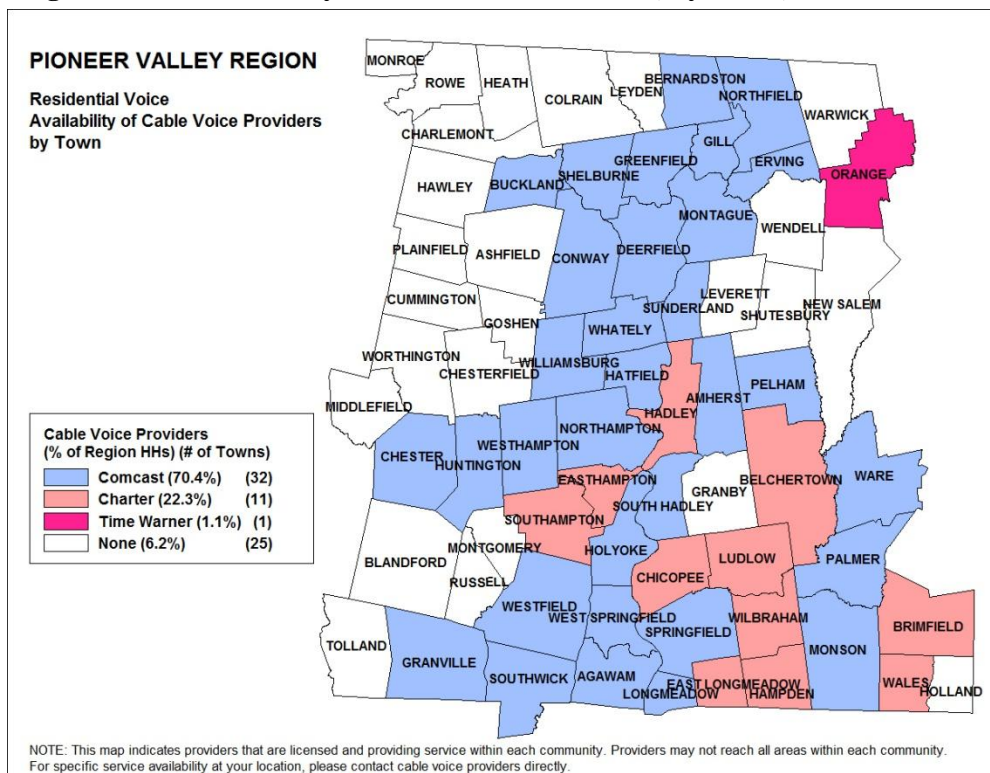 PIONEER VALLEY REGION
Residential Voice
Availability of Cable Voice Providers
by Town
MONROE
ROWE
HEATH
COLRAIN
LEYDEN
BERNARDSTON
NORTHFIELD
WARWICK
CHARLEMONT
GILL
GREENFIELD
ERVING
ORANGE
SHELBURNE
BUCKLAND
HAWLEY
MONTAGUE
WENDELL
PLAINFIELD
ASHFIELD
CONWAY
DEERFIELD
CUMMINGTON
LEVERETT
NEW SALEM
SUNDERLAND
SHUTESBURY
GOSHEN
WHATELY
WORTHINGTON
WILLIAMSBURG
CHESTERFIELD
HATFIELD
PELHAM
AMHERST
MIDDLEFIELD
HADLEY
NORTHAMPTON
WESTHAMPTON
CHESTER
HUNTINGTON
WARE
EASTHAMPTON
BELCHERTOWN
GRANBY
SOUTH HADLEY
SOUTHAMPTON
MONTGOMERY
HOLYOKE
LUDLOW
PALMER
BLANDFORD
CHICOPEE
RUSSELL
WESTFIELD
WEST SPRINGFIELD
WILBRAHAM
BRIMFIELD
SPRINGFIELD
TOLLAND
MONSON
GRANVILLE
SOUTHWICK
AGAWAM
EAST LONGMEADOW
WALES
LONGMEADOW
HAMPDEN
HOLLAND
Cable Voice Providers
(% of Region HHs) (# of Towns)
Comcast (70.4%) (32)
Charter (22.3%) (11)
Time Warner (1.1%) (1)
None (6.2%) (25)
NOTE: This map indicates providers that are licensed and providing service within each community. Providers may not reach all areas within each community.
For specific service availability at your location, please contact cable voice providers directly.